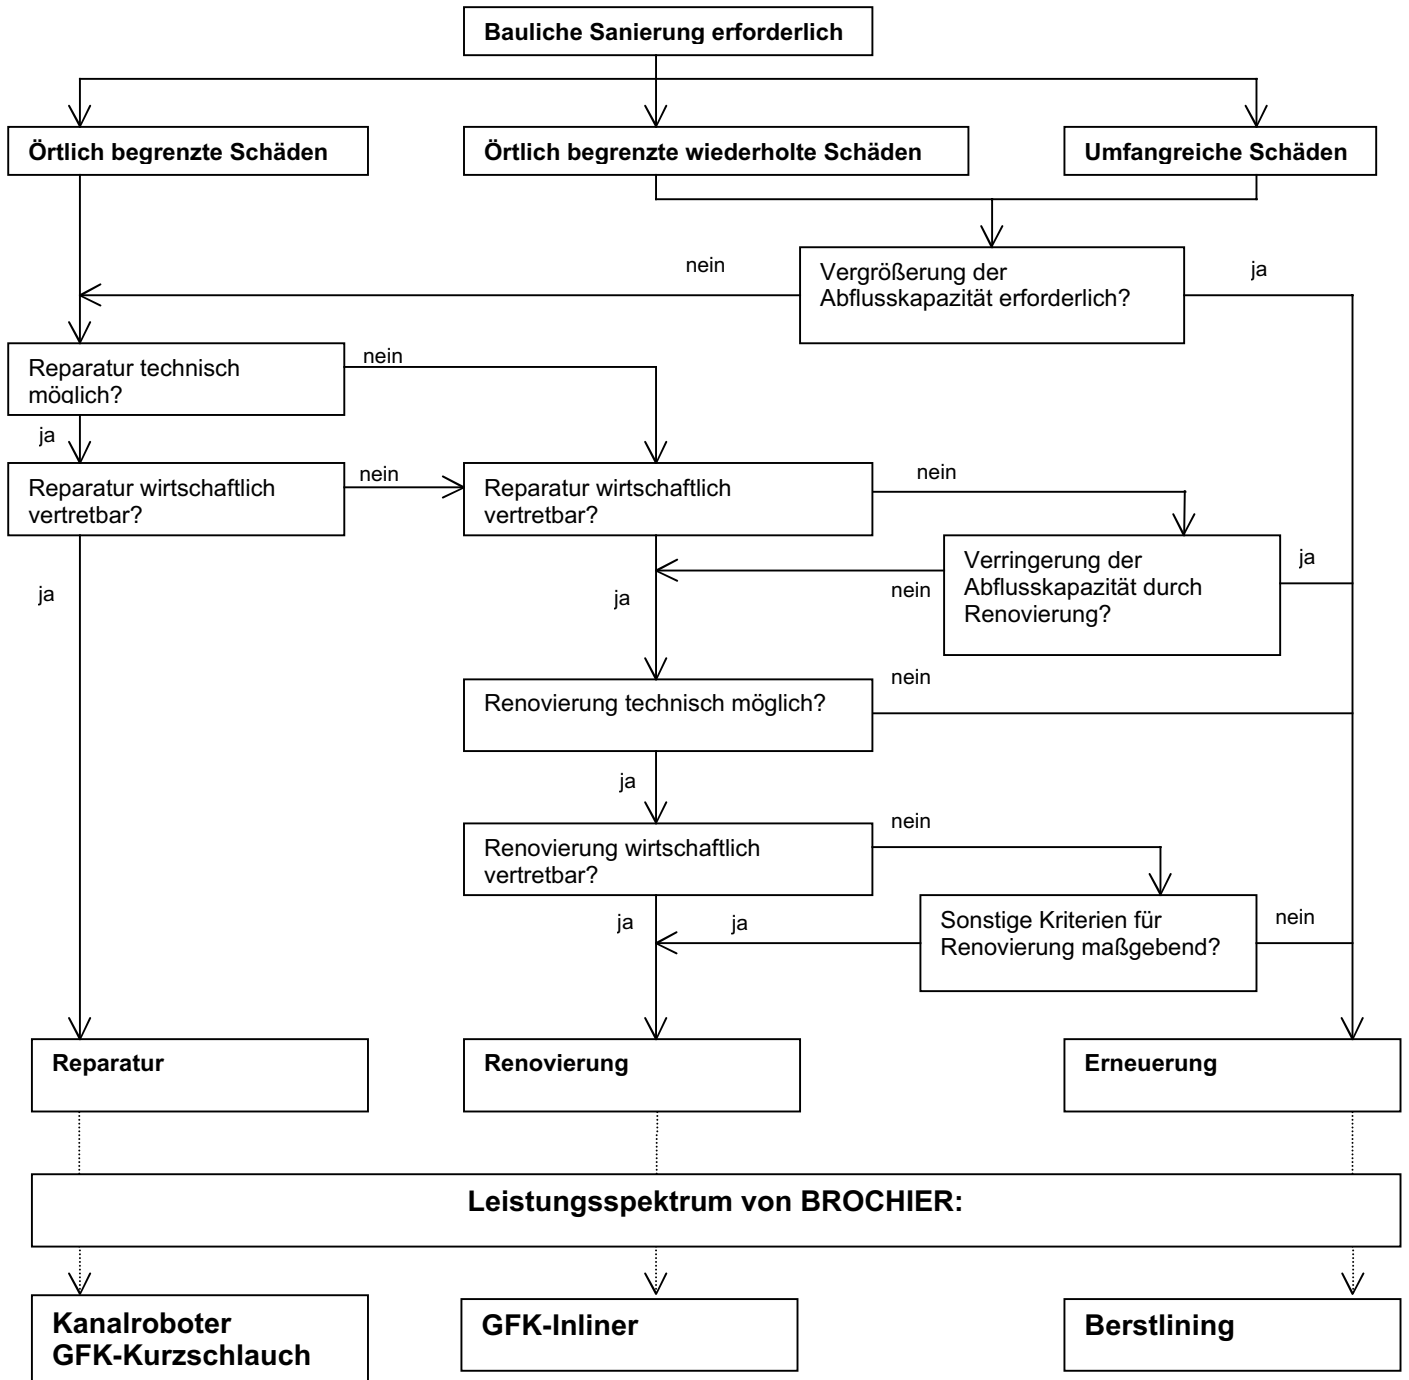 Bauliche Sanierung erforderlich
Örtlich begrenzte Schäden
Örtlich begrenzte wiederholte Schäden
Umfangreiche Schäden
nein
Vergrößerung der
Abflusskapazität erforderlich?
ja
Reparatur technisch
möglich?
nein
ja
Reparatur wirtschaftlich
vertretbar?
nein
Reparatur wirtschaftlich
vertretbar?
nein
ja
Verringerung der
Abflusskapazität durch
Renovierung?
ja
nein
ja
Renovierung technisch möglich?
nein
ja
Renovierung wirtschaftlich
vertretbar?
nein
ja
ja
Sonstige Kriterien für
Renovierung maßgebend?
nein
Reparatur
Renovierung
Erneuerung
Leistungsspektrum von BROCHIER:
Kanalroboter
GFK-Kurzschlauch
GFK-Inliner
Berstlining